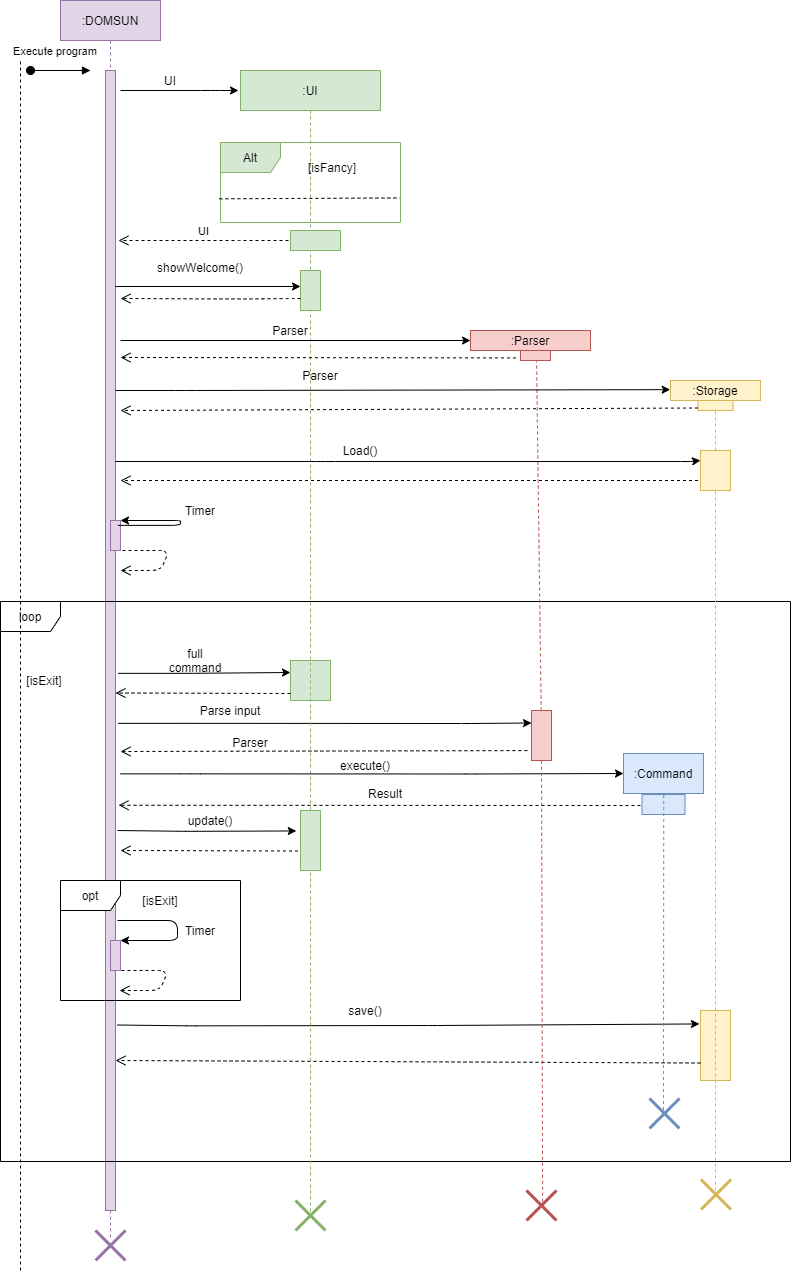 :DOMSUN
Execute program
UI
:UI
Alt
[isFancy]
UI
showWelcome()
Parser
:Parser
Parser
:Storage
Load()
Timer
loop
full
command
[isExit]
Parse input
Parser
execute()
:Command
Result
update()
opt
[isExit]
Timer
save()